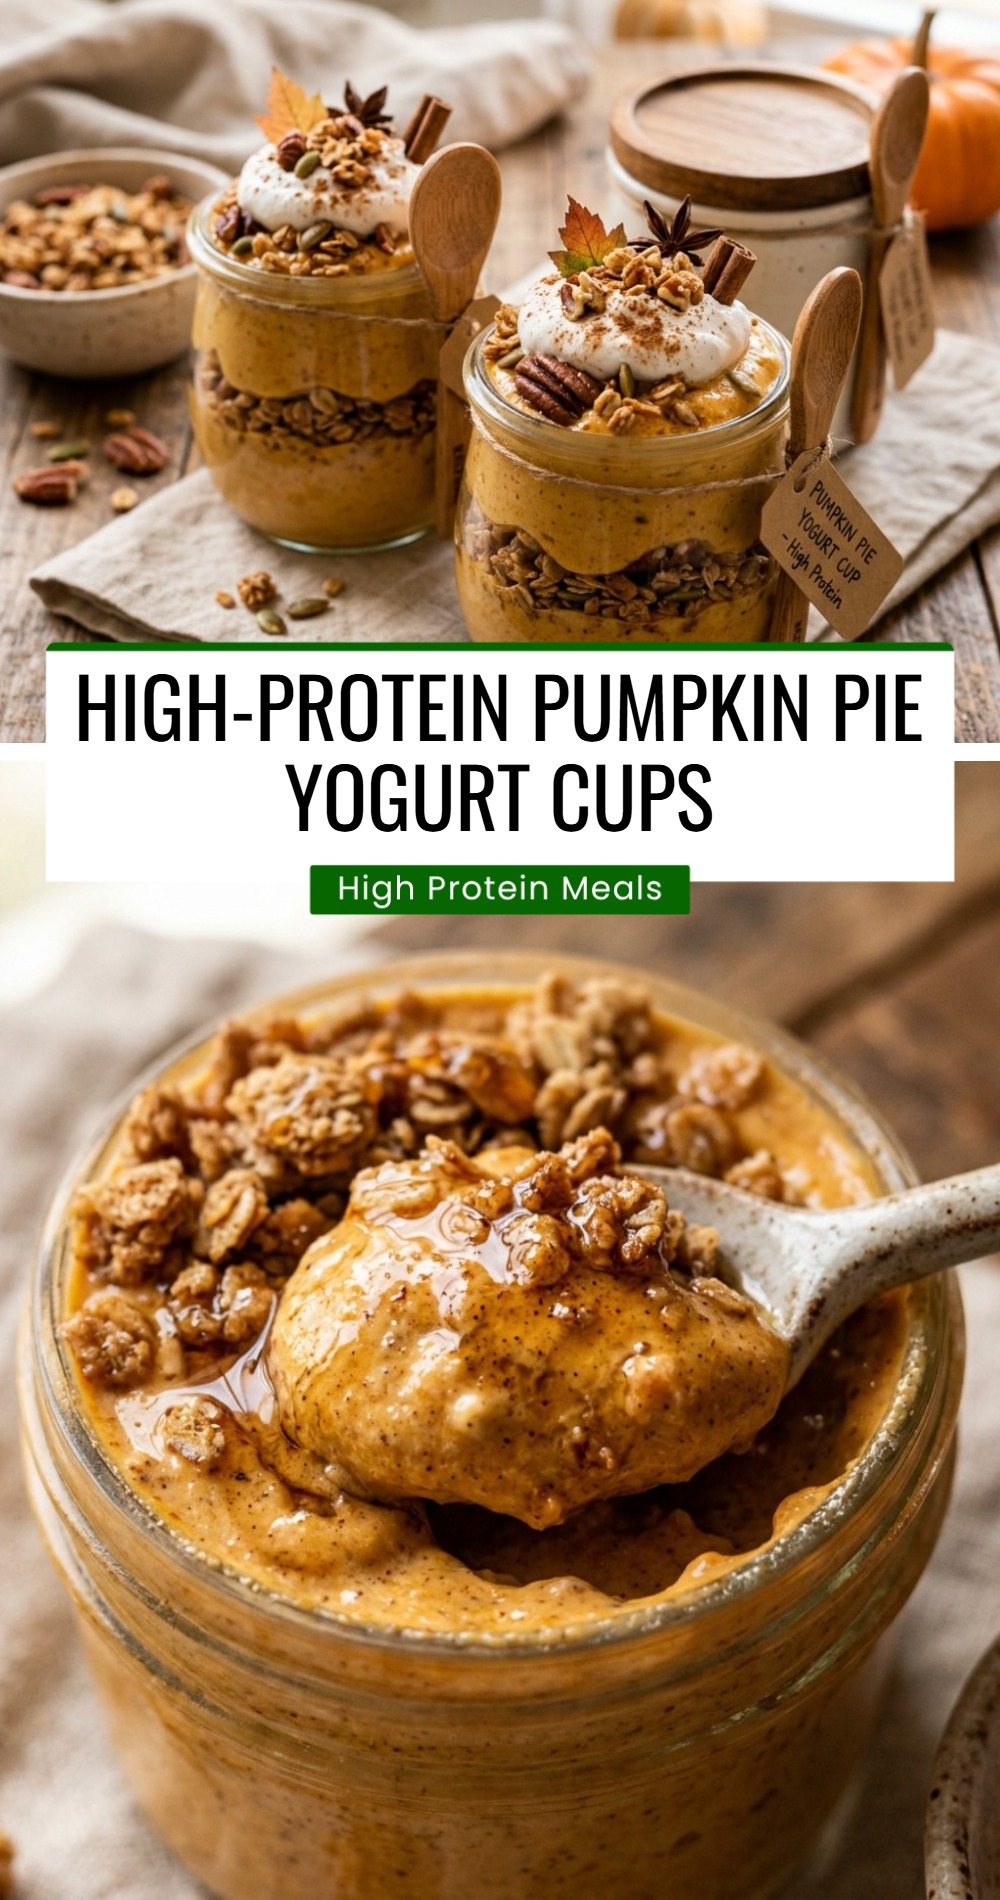 PUMPKIN PIE
YOGURT CUP
- High Protein
HIGH-PROTEIN PUMPKIN PIE
YOGURT CUPS
High Protein Meals